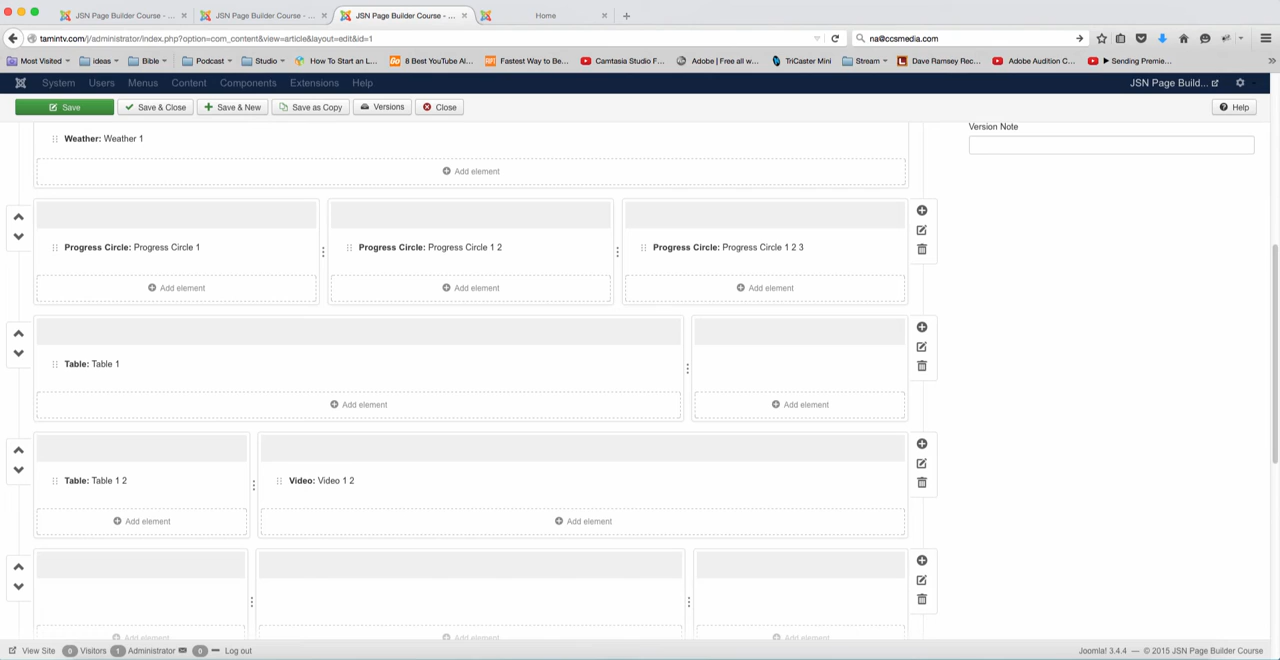 JSN Page Builder Course - ...
JSN Page Builder Course - ...
JSN Page Builder Course - ...
Home
tamintv.com/j/administrator/index.php?option=com_content&view=article&layout=edit&id=1
na@ccsmedia.com
Most Visited
ideas
Bible
Podcast
Studio
How To Start an L...
8 Best YouTube Al...
Fastest Way to Be...
Camtasia Studio F...
Adobe | Free all w...
TriCaster Mini
Stream
Dave Ramsey Rec...
Adobe Audition C...
▶ Sending Premie...
System
Users
Menus
Content
Components
Extensions
Help
JSN Page Build...
Save
Save & Close
Save & New
Save as Copy
Versions
Close
Help
Version Note
Weather: Weather 1
Add element
Progress Circle: Progress Circle 1
Progress Circle: Progress Circle 1 2
Progress Circle: Progress Circle 1 2 3
Add element
Add element
Add element
Table: Table 1
Add element
Add element
Table: Table 1 2
Video: Video 1 2
Add element
Add element
Add element
Add element
Add element
View Site
0 Visitors
1 Administrator
0
Log out
Joomla! 3.4.4 — © 2015 JSN Page Builder Course